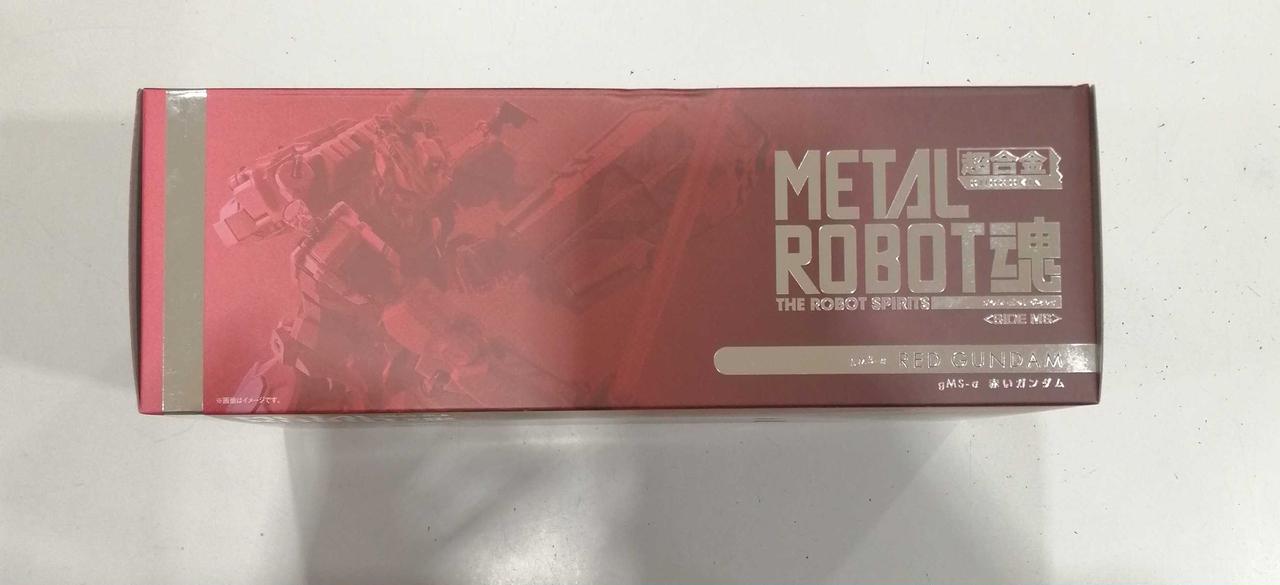 METAL 超合金
ROBOT魂
THE ROBOT SPIRITS
<SIDE MS>
RED GUNDAM
gMS-α 赤いガンダム
※画像はイメージです。